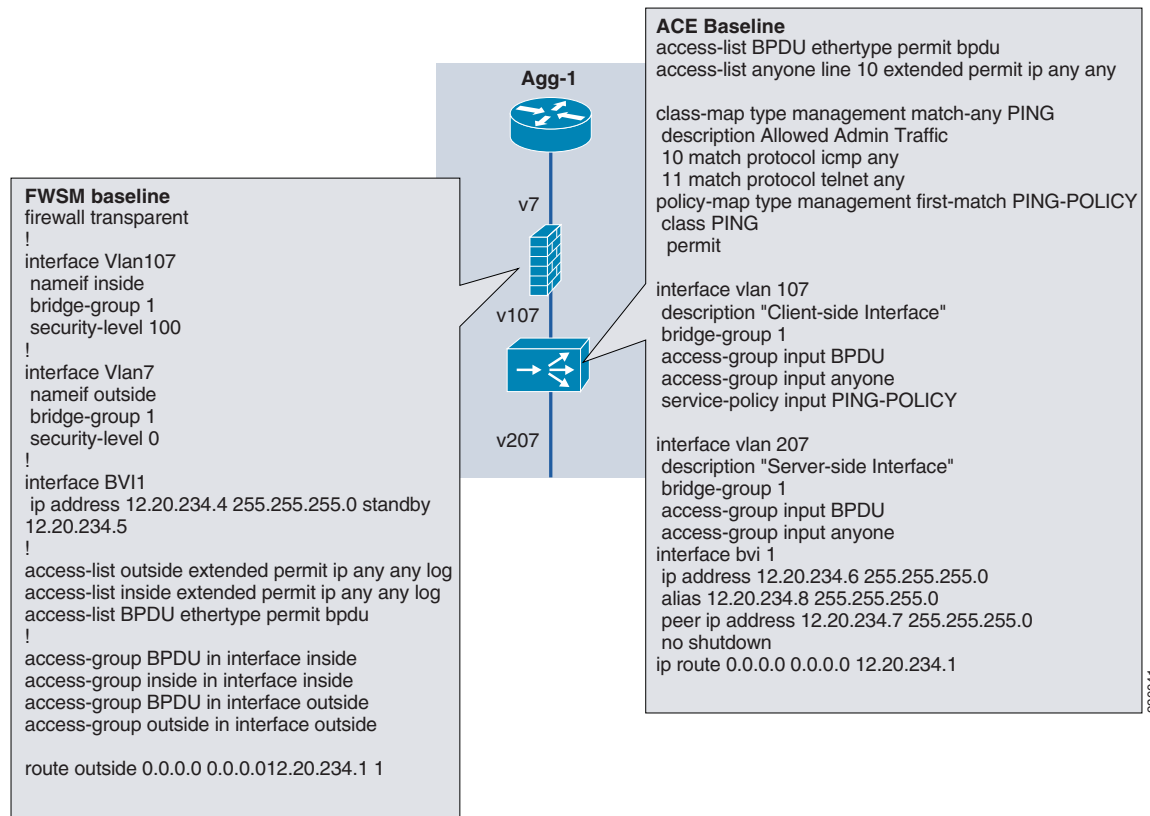 FWSM baseline
firewall transparent
!
interface Vlan107
nameif inside
bridge-group 1
security-level 100
!
interface Vlan7
nameif outside
bridge-group 1
security-level 0
!
interface BVI1
ip address 12.20.234.4 255.255.255.0 standby
12.20.234.5
!
access-list outside extended permit ip any any log
access-list inside extended permit ip any any log
access-list BPDU ethertype permit bpdu
!
access-group BPDU in interface inside
access-group inside in interface inside
access-group BPDU in interface outside
access-group outside in interface outside
route outside 0.0.0.0 0.0.0.012.20.234.1 1
Agg-1
v7
v107
v207
ACE Baseline
access-list BPDU ethertype permit bpdu
access-list anyone line 10 extended permit ip any any
class-map type management match-any PING
description Allowed Admin Traffic
10 match protocol icmp any
11 match protocol telnet any
policy-map type management first-match PING-POLICY
class PING
permit
interface vlan 107
description "Client-side Interface"
bridge-group 1
access-group input BPDU
access-group input anyone
service-policy input PING-POLICY
interface vlan 207
description "Server-side Interface"
bridge-group 1
access-group input BPDU
access-group input anyone
interface bvi 1
ip address 12.20.234.6 255.255.255.0
alias 12.20.234.8 255.255.255.0
peer ip address 12.20.234.7 255.255.255.0
no shutdown
ip route 0.0.0.0 0.0.0.0 12.20.234.1